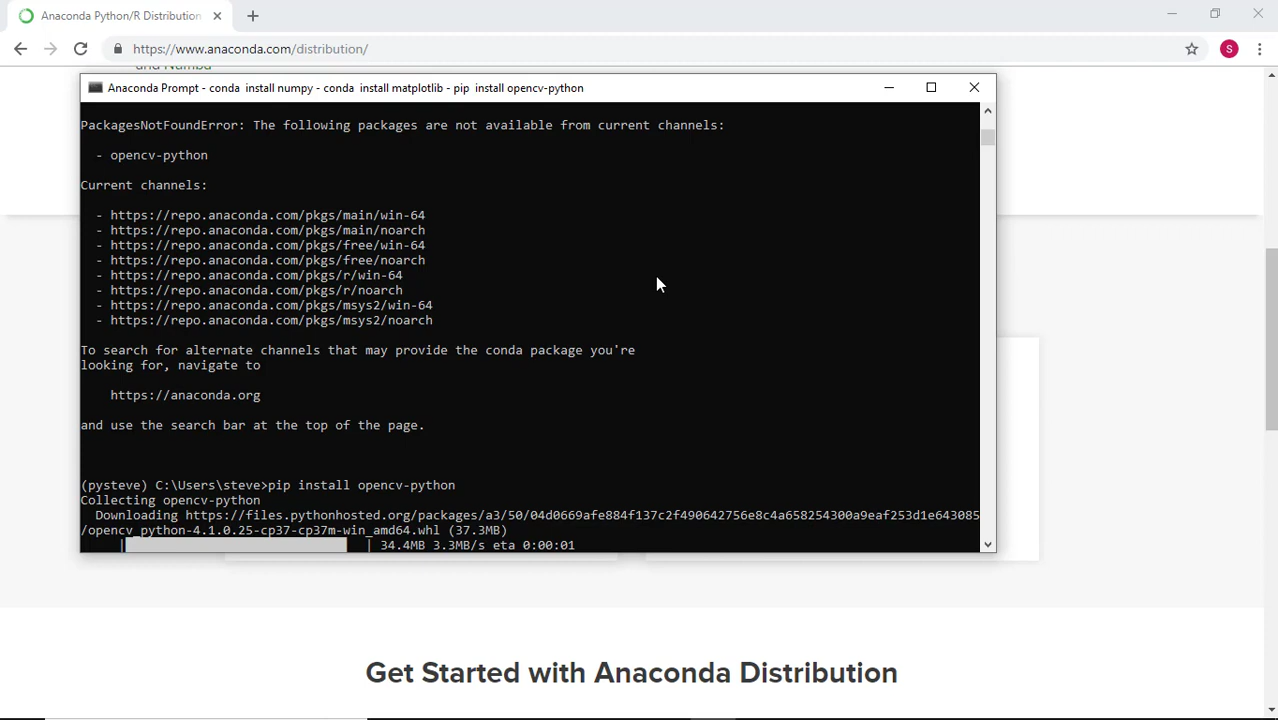 Anaconda Python/R Distribution
https://www.anaconda.com/distribution/
and Numba
Anaconda Prompt - conda install numpy - conda install matplotlib - pip install opencv-python
PackagesNotFoundError: The following packages are not available from current channels:
- opencv-python
Current channels:
- https://repo.anaconda.com/pkgs/main/win-64
- https://repo.anaconda.com/pkgs/main/noarch
- https://repo.anaconda.com/pkgs/free/win-64
- https://repo.anaconda.com/pkgs/free/noarch
- https://repo.anaconda.com/pkgs/r/win-64
- https://repo.anaconda.com/pkgs/r/noarch
- https://repo.anaconda.com/pkgs/msys2/win-64
- https://repo.anaconda.com/pkgs/msys2/noarch
To search for alternate channels that may provide the conda package you're
looking for, navigate to
https://anaconda.org
and use the search bar at the top of the page.
(pysteve) C:\Users\steve>pip install opencv-python
Collecting opencv-python
Downloading https://files.pythonhosted.org/packages/a3/50/04d0669afe884f137c2f490642756e8c4a658254300a9eaf253d1e643085
/opencv_python-4.1.0.25-cp37-cp37m-win_amd64.whl (37.3MB)
| | 34.4MB 3.3MB/s eta 0:00:01
S
Get Started with Anaconda Distribution